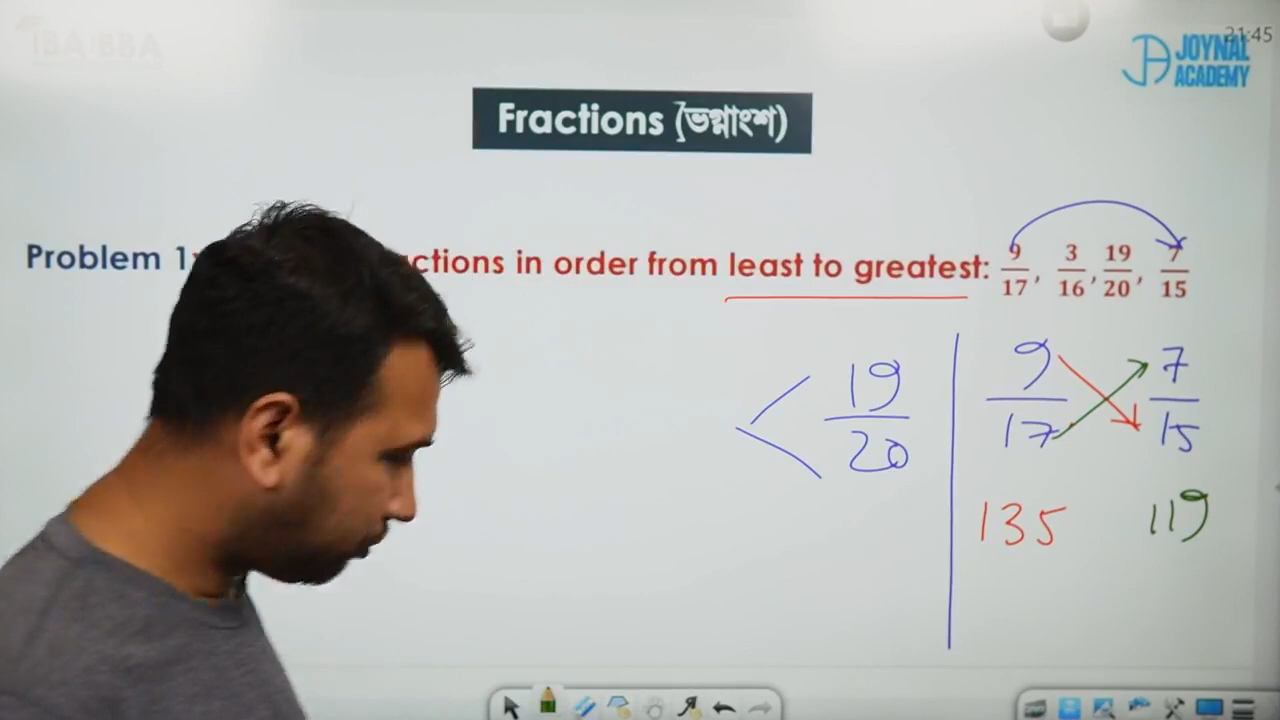 IBA BBA
21:45
JOYNAL
ACADEMY
Fractions (ভগ্নাংশ)
Problem 1: ctions in order from least to greatest: 9/17, 3/16, 19/20, 7/15
< 19/20
9/17 7/15
135 119